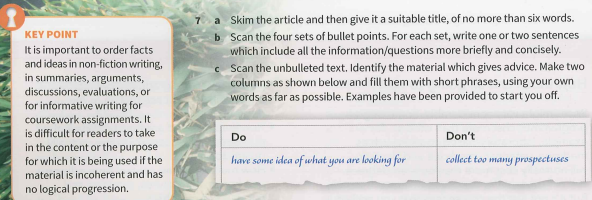 KEY POINT
It is important to order facts
and ideas in non-fiction writing,
in summaries, arguments,
discussions, evaluations, or
for informative writing for
coursework assignments. It
is difficult for readers to take
in the content or the purpose
for which it is being used if the
material is incoherent and has
no logical progression.
7 a Skim the article and then give it a suitable title, of no more than six words.
b Scan the four sets of bullet points. For each set, write one or two sentences
which include all the information/questions more briefly and concisely.
c Scan the unbulleted text. Identify the material which gives advice. Make two
columns as shown below and fill them with short phrases, using your own
words as far as possible. Examples have been provided to start you off.
Do Don't
have some idea of what you are looking for collect too many prospectuses